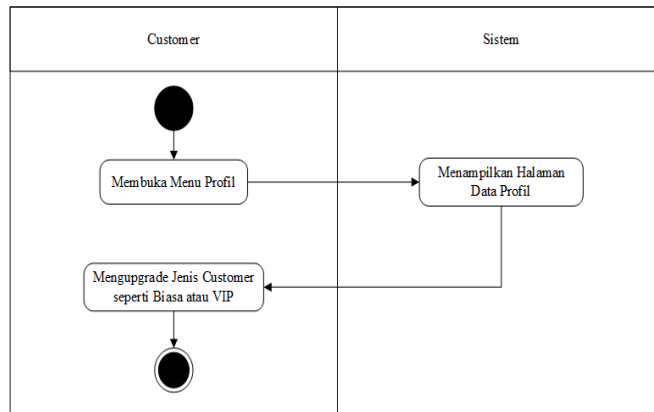 Customer
Sistem
Membuka Menu Profil
Menampilkan Halaman
Data Profil
Mengupgrade Jenis Customer
seperti Biasa atau VIP